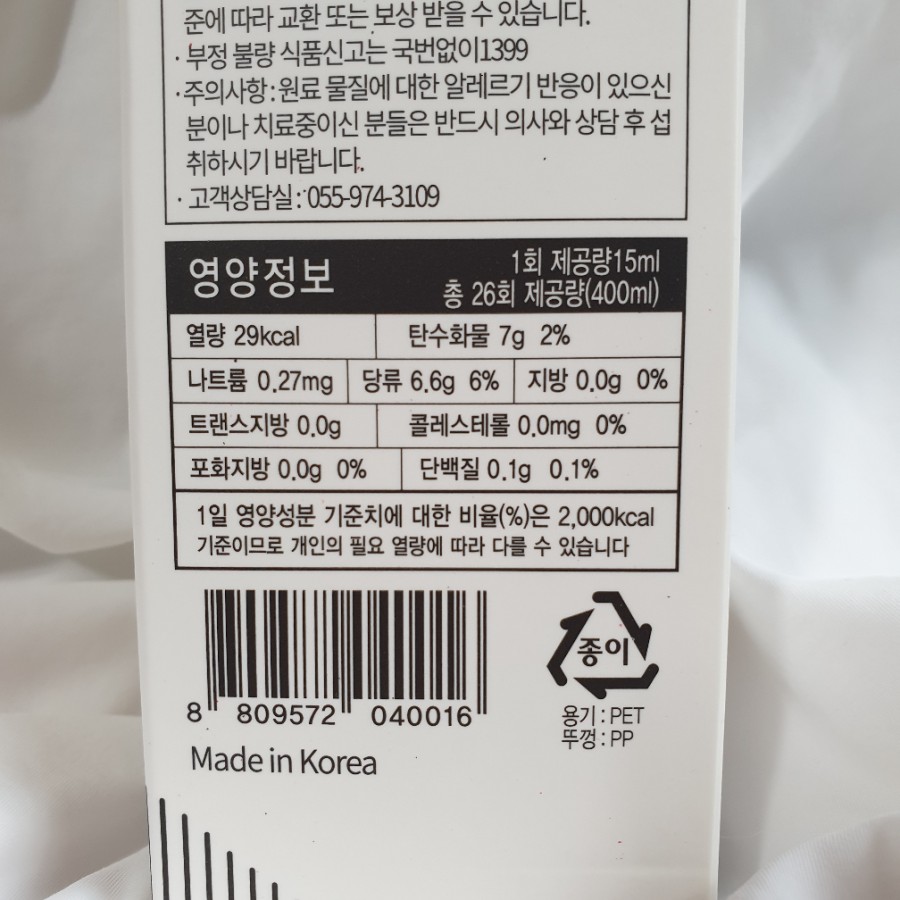 준에 따라 교환 또는 보상 받을 수 있습니다.
· 부정 불량 식품신고는 국번없이1399
· 주의사항 : 원료 물질에 대한 알레르기 반응이 있으신
분이나 치료중이신 분들은 반드시 의사와 상담 후 섭
취하시기 바랍니다.
· 고객상담실 : 055-974-3109
영양정보
1회 제공량15ml
총 26회 제공량(400ml)
열량 29kcal 탄수화물 7g 2%
나트륨 0.27mg 당류 6.6g 6% 지방 0.0g 0%
트랜스지방 0.0g 콜레스테롤 0.0mg 0%
포화지방 0.0g 0% 단백질 0.1g 0.1%
1일 영양성분 기준치에 대한 비율(%)은 2,000kcal
기준이므로 개인의 필요 열량에 따라 다를 수 있습니다
8 809572 040016
종이
용기 : PET
뚜껑 : PP
Made in Korea